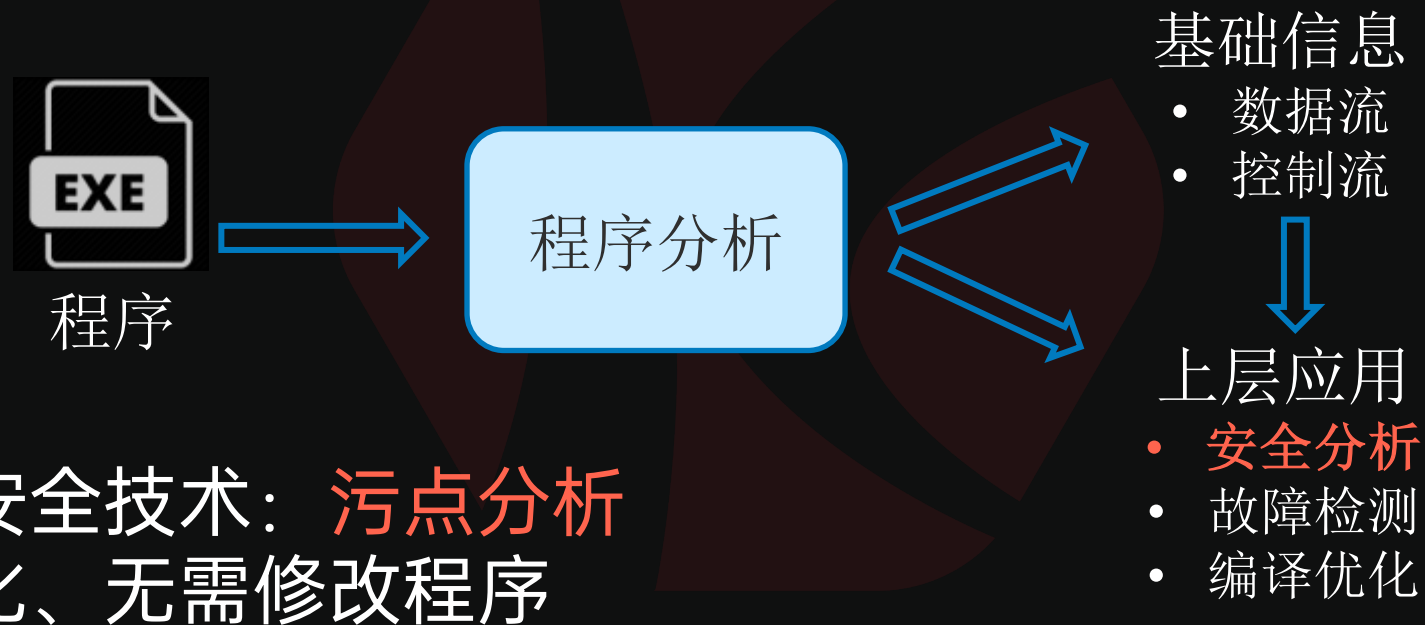 基础信息
• 数据流
• 控制流
EXE
程序
程序分析
上层应用
• 安全分析
• 故障检测
• 编译优化
安全技术：污点分析
化、无需修改程序